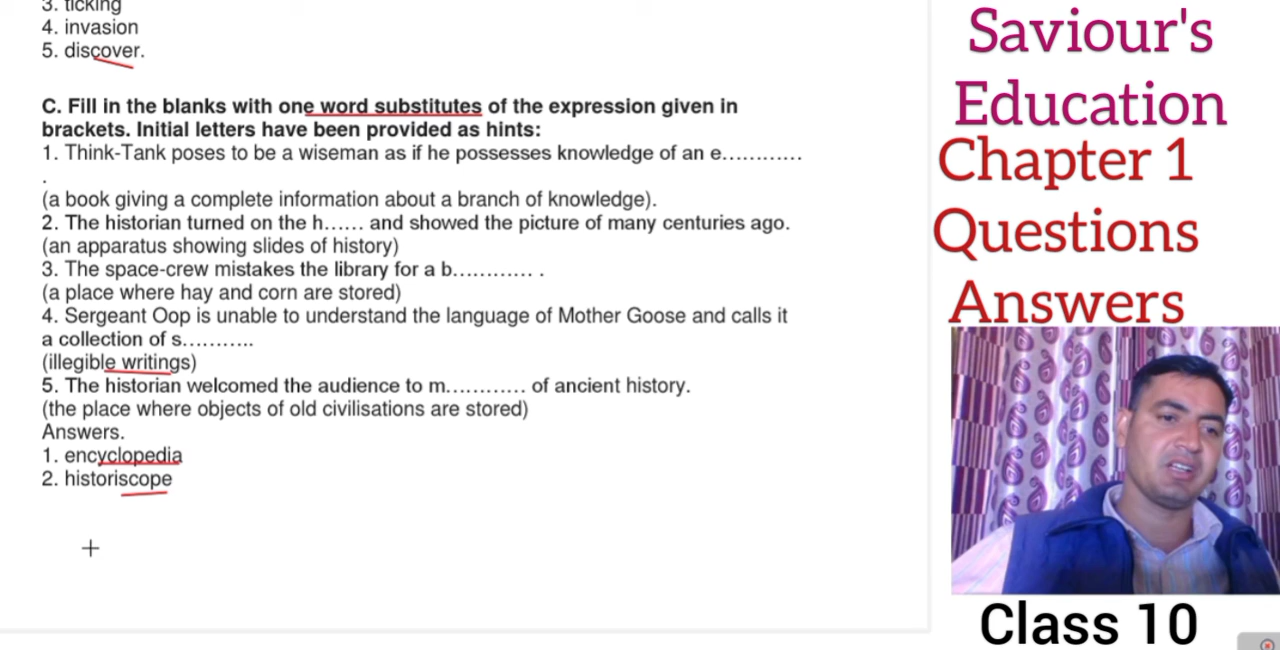 3. ticking
4. invasion
5. discover.
C. Fill in the blanks with one word substitutes of the expression given in
brackets. Initial letters have been provided as hints:
1. Think-Tank poses to be a wiseman as if he possesses knowledge of an e............
.
(a book giving a complete information about a branch of knowledge).
2. The historian turned on the h...... and showed the picture of many centuries ago.
(an apparatus showing slides of history)
3. The space-crew mistakes the library for a b............ .
(a place where hay and corn are stored)
4. Sergeant Oop is unable to understand the language of Mother Goose and calls it
a collection of s...........
(illegible writings)
5. The historian welcomed the audience to m............ of ancient history.
(the place where objects of old civilisations are stored)
Answers.
1. encyclopedia
2. historiscope
Saviour's
Education
Chapter 1
Questions
Answers
Class 10